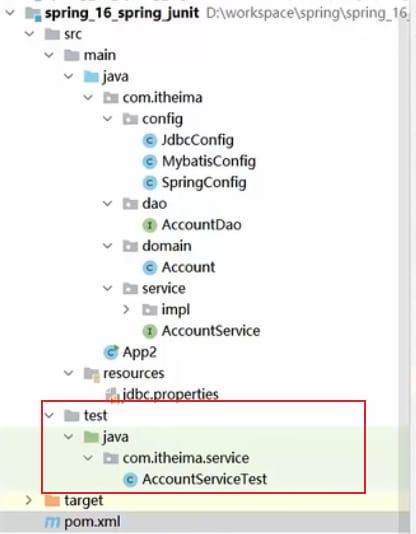 spring_16_spring_junit D:\workspace\spring\spring_16_
src
main
java
com.itheima
config
JdbcConfig
MybatisConfig
SpringConfig
dao
AccountDao
domain
Account
service
impl
AccountService
App2
resources
jdbc.properties
test
java
com.itheima.service
AccountServiceTest
target
pom.xml